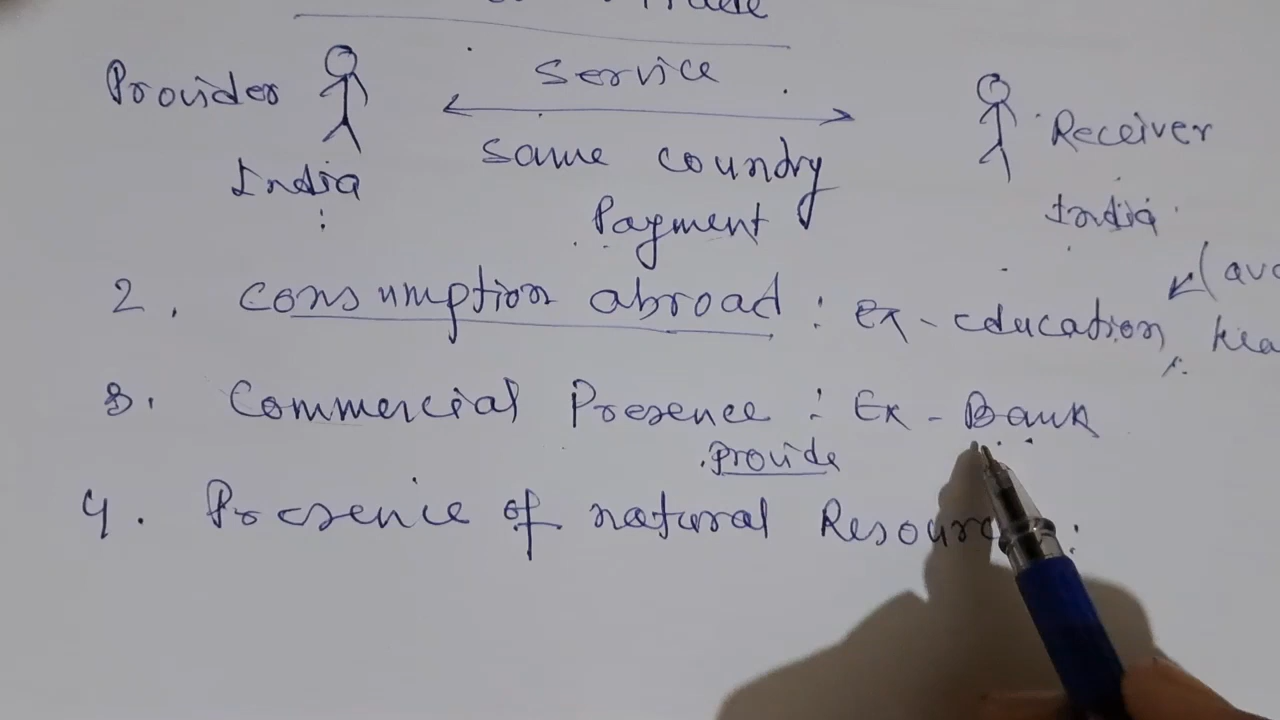 Trade
Provider Service Receiver
India same country India
Payment
2. Consumption abroad : Ex - education,
3. Commercial Presence : Ex - Bank
Provide
4. Presence of natural Resource :